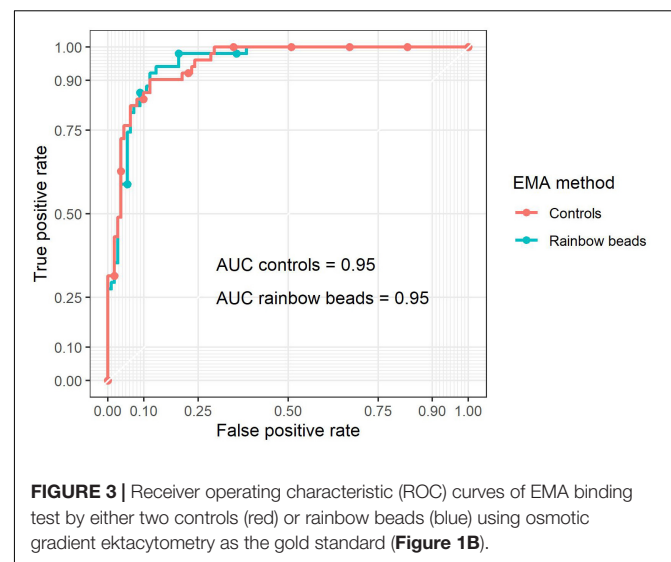 1.00
0.90
0.75
0.50
0.25
0.10
0.00
True positive rate
AUC controls = 0.95
AUC rainbow beads = 0.95
0.00 0.10 0.25 0.50 0.75 0.90 1.00
False positive rate
EMA method
Controls
Rainbow beads
FIGURE 3 | Receiver operating characteristic (ROC) curves of EMA binding
test by either two controls (red) or rainbow beads (blue) using osmotic
gradient ektacytometry as the gold standard (Figure 1B).